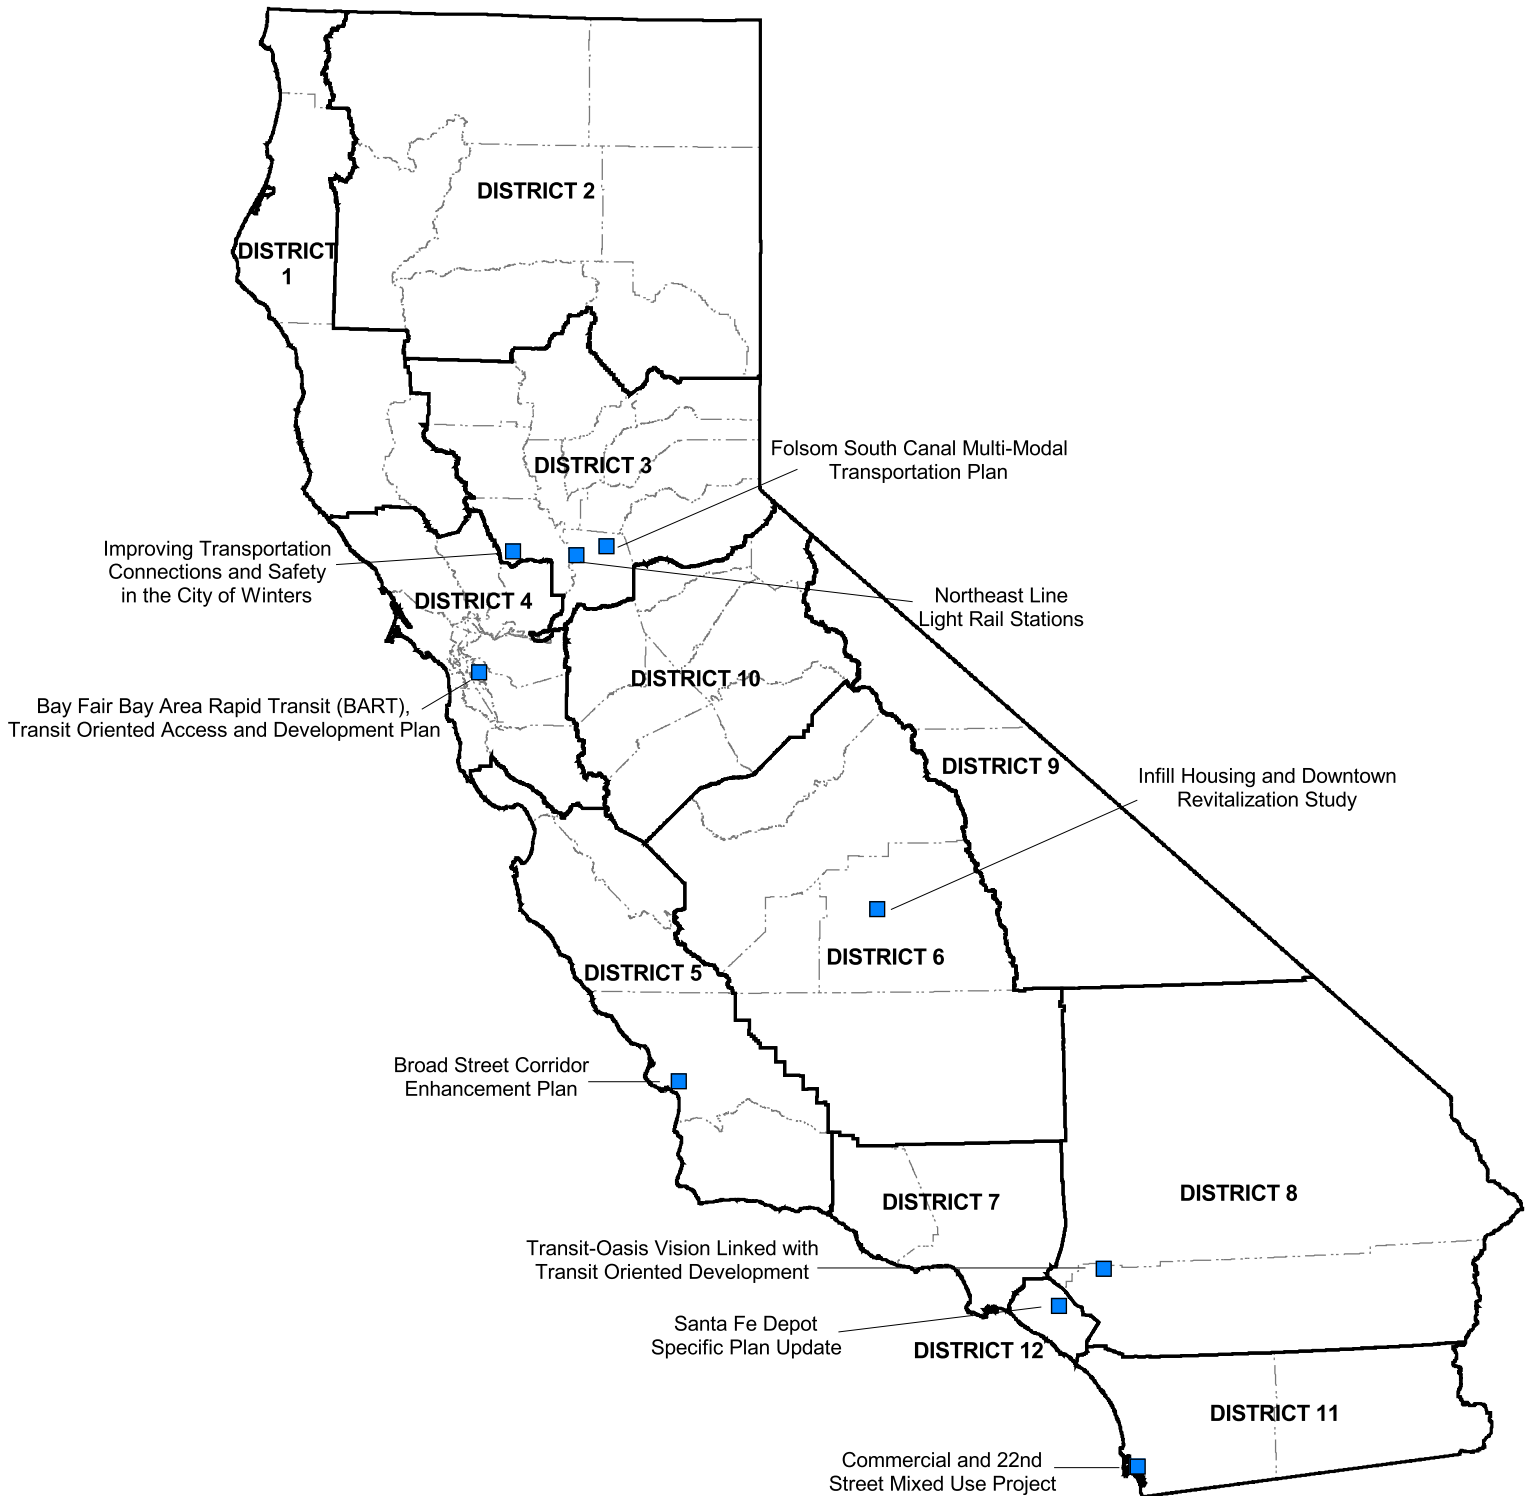 DISTRICT 2
DISTRICT
1
Folsom South Canal Multi-Modal
Transportation Plan
DISTRICT 3
Improving Transportation
Connections and Safety
in the City of Winters
Northeast Line
Light Rail Stations
DISTRICT 4
DISTRICT 10
Bay Fair Bay Area Rapid Transit (BART),
Transit Oriented Access and Development Plan
DISTRICT 9
Infill Housing and Downtown
Revitalization Study
DISTRICT 6
DISTRICT 5
Broad Street Corridor
Enhancement Plan
DISTRICT 7
DISTRICT 8
Transit-Oasis Vision Linked with
Transit Oriented Development
Santa Fe Depot
Specific Plan Update
DISTRICT 12
DISTRICT 11
Commercial and 22nd
Street Mixed Use Project